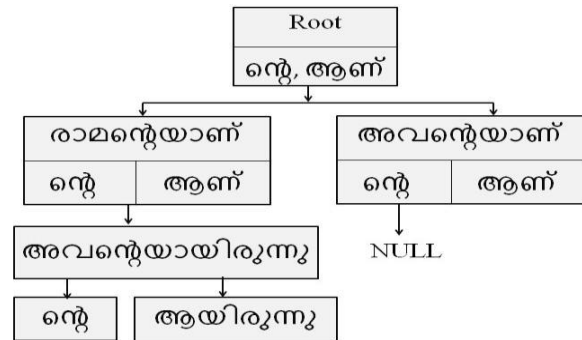 Root
ന്റെ, ആണ്
രാമന്റെയാണ് അവന്റെയാണ്
ന്റെ ആണ് ന്റെ ആണ്
അവന്റെയായിരുന്നു NULL
ന്റെ ആയിരുന്നു